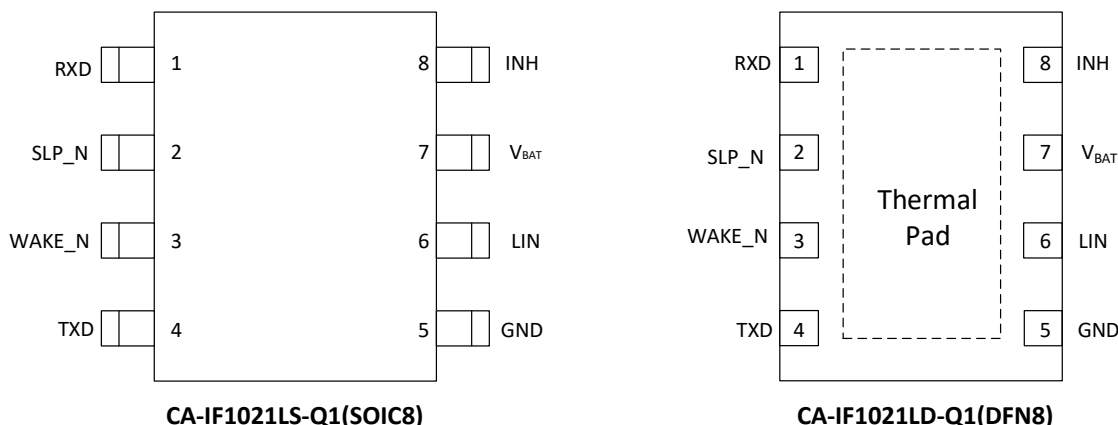 RXD 1 8 INH
SLP_N 2 7 VBAT
WAKE_N 3 6 LIN
TXD 4 5 GND
CA-IF1021LS-Q1(SOIC8)
RXD 1 8 INH
SLP_N 2 7 VBAT
Thermal
Pad
WAKE_N 3 6 LIN
TXD 4 5 GND
CA-IF1021LD-Q1(DFN8)